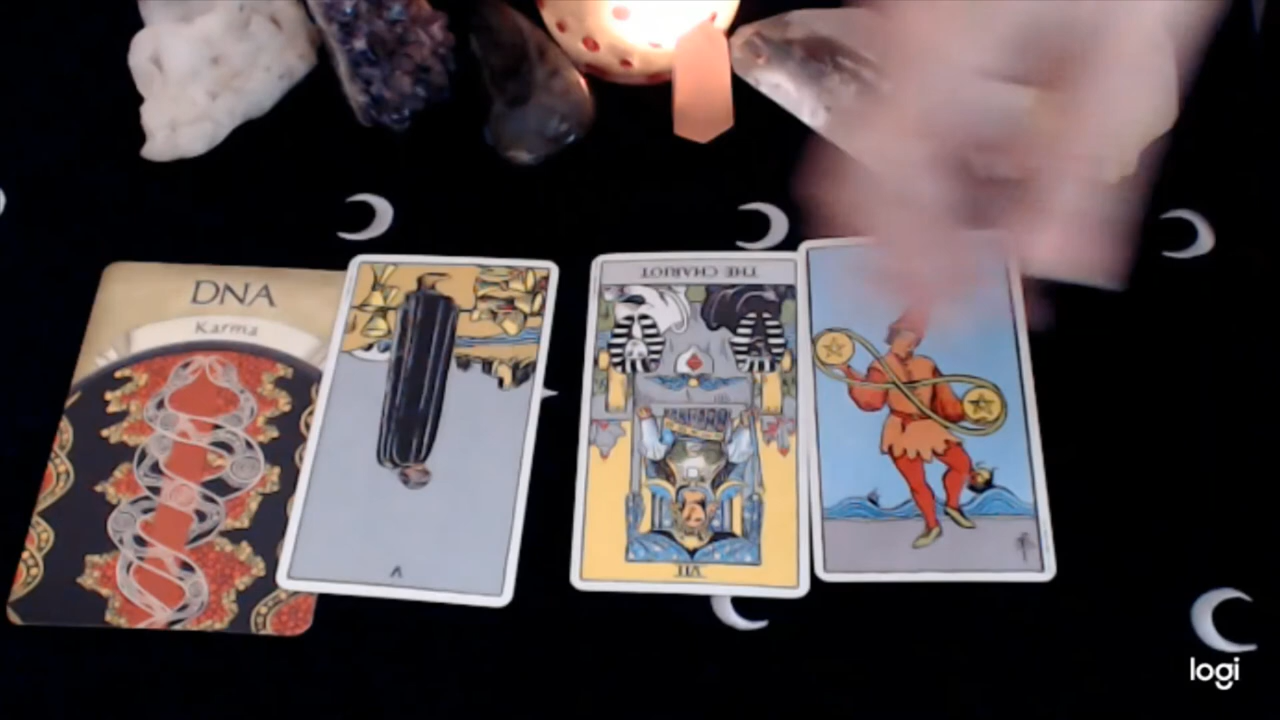 DNA
Karma
V
THE CHARIOT
VII
logi